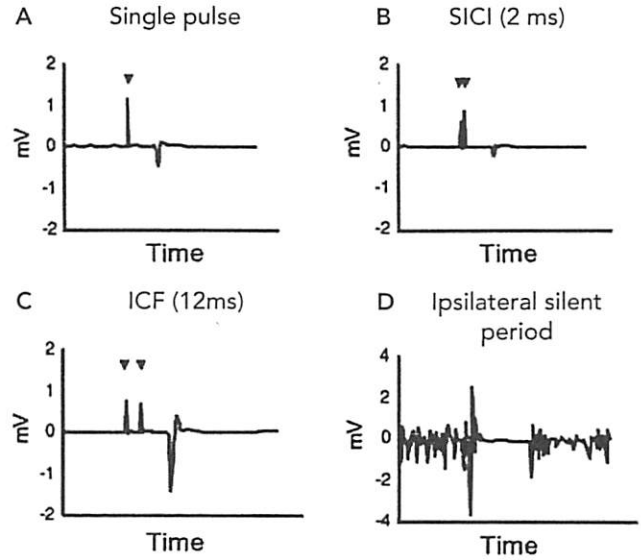 A Single pulse
2
1
0
-1
-2
mV
Time
B SICI (2 ms)
2
1
0
-1
-2
mV
Time
C ICF (12ms)
2
1
0
-1
-2
mV
Time
D Ipsilateral silent
period
4
2
0
-2
-4
mV
Time